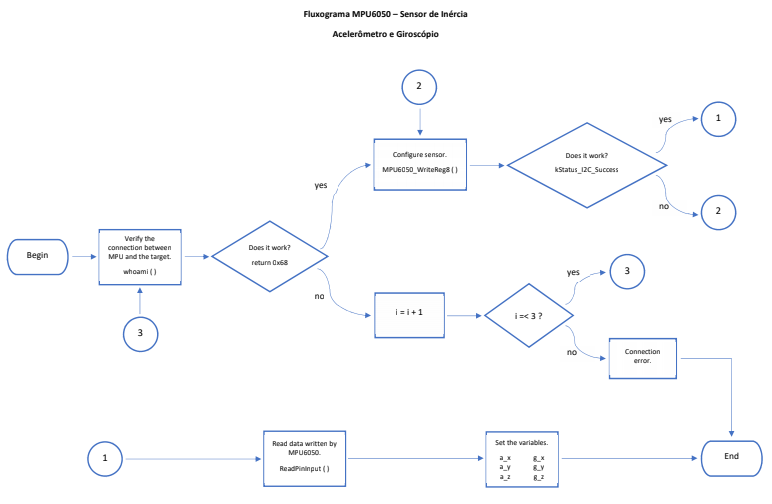 Fluxograma MPU6050 – Sensor de Inércia
Acelerômetro e Giroscópio
2
Configure sensor.
MPU6050_WriteReg8 ( )
Does it work?
kStatus_I2C_Success
yes
1
no
2
yes
Begin
Verify the
connection between
MPU and the target.
whoami ( )
Does it work?
return 0x68
3
no
i = i + 1
i =< 3 ?
yes
3
no
Connection
error.
1
Read data written by
MPU6050.
ReadPinInput ( )
Set the variables.
a_x g_x
a_y g_y
a_z g_z
End